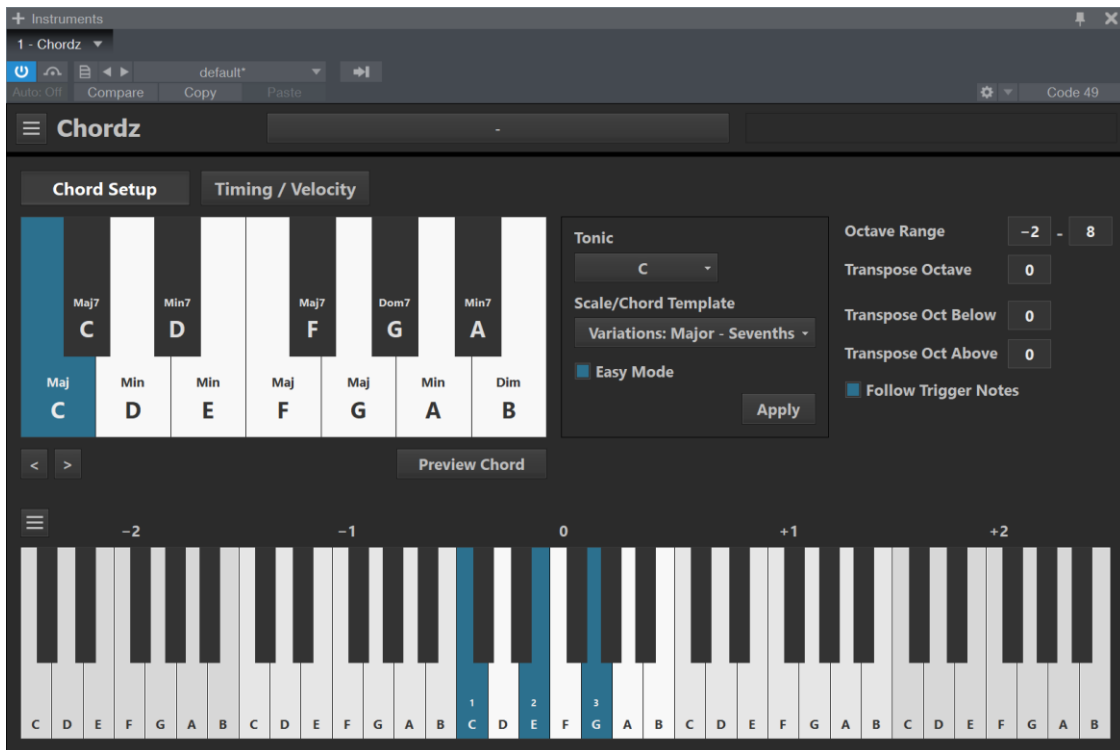 Instruments
1 - Chordz
default*
Auto: Off Compare Copy Paste Code 49
Chordz -
Chord Setup Timing / Velocity
Maj7 Min7 Maj7 Dom7 Min7
C D F G A
Maj Min Min Maj Maj Min Dim
C D E F G A B
< > Preview Chord
Tonic
C
Scale/Chord Template
Variations: Major - Sevenths
Easy Mode
Apply
Octave Range −2 - 8
Transpose Octave 0
Transpose Oct Below 0
Transpose Oct Above 0
Follow Trigger Notes
−2 −1 0 +1 +2
1 2 3
C D E F G A B C D E F G A B C D E F G A B C D E F G A B C D E F G A B